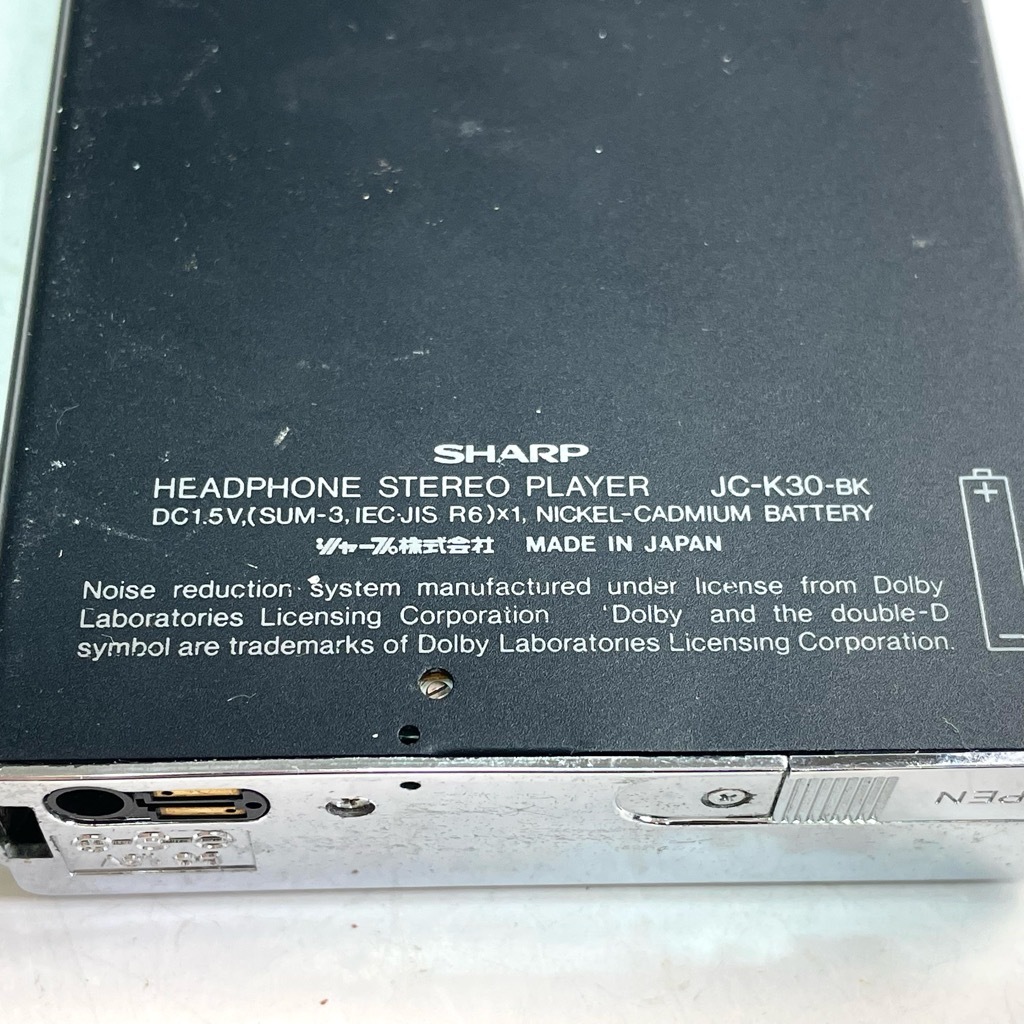 SHARP
HEADPHONE STEREO PLAYER JC-K30-BK
DC1.5V,(SUM-3,IEC·JIS R6)×1, NICKEL-CADMIUM BATTERY
シャープ株式会社 MADE IN JAPAN
Noise reduction system manufactured under license from Dolby
Laboratories Licensing Corporation 'Dolby and the double-D
symbol are trademarks of Dolby Laboratories Licensing Corporation.
+
−
PEN